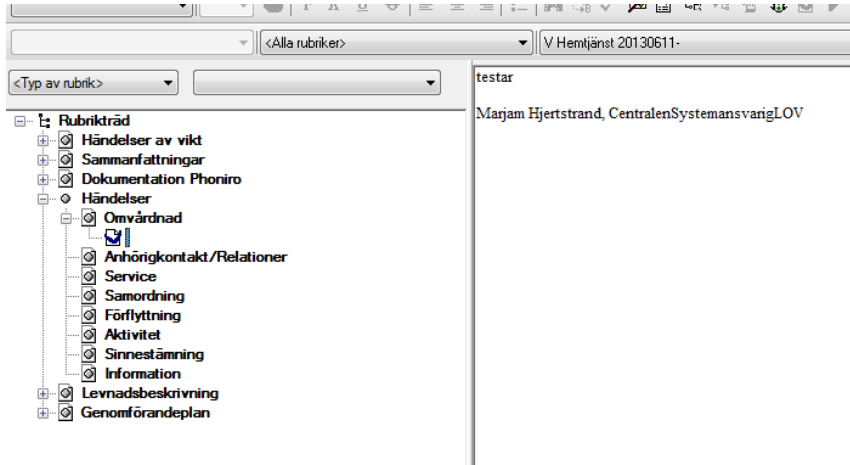 <Alla rubriker>
V Hemtjänst 20130611-
<Typ av rubrik>
testar
Marjam Hjertstrand, CentralenSystemansvarigLOV
Rubrikträd
Händelser av vikt
Sammanfattningar
Dokumentation Phoniro
Händelser
Omvårdnad
Anhörigkontakt/Relationer
Service
Samordning
Förflyttning
Aktivitet
Sinnestämning
Information
Levnadsbeskrivning
Genomförandeplan